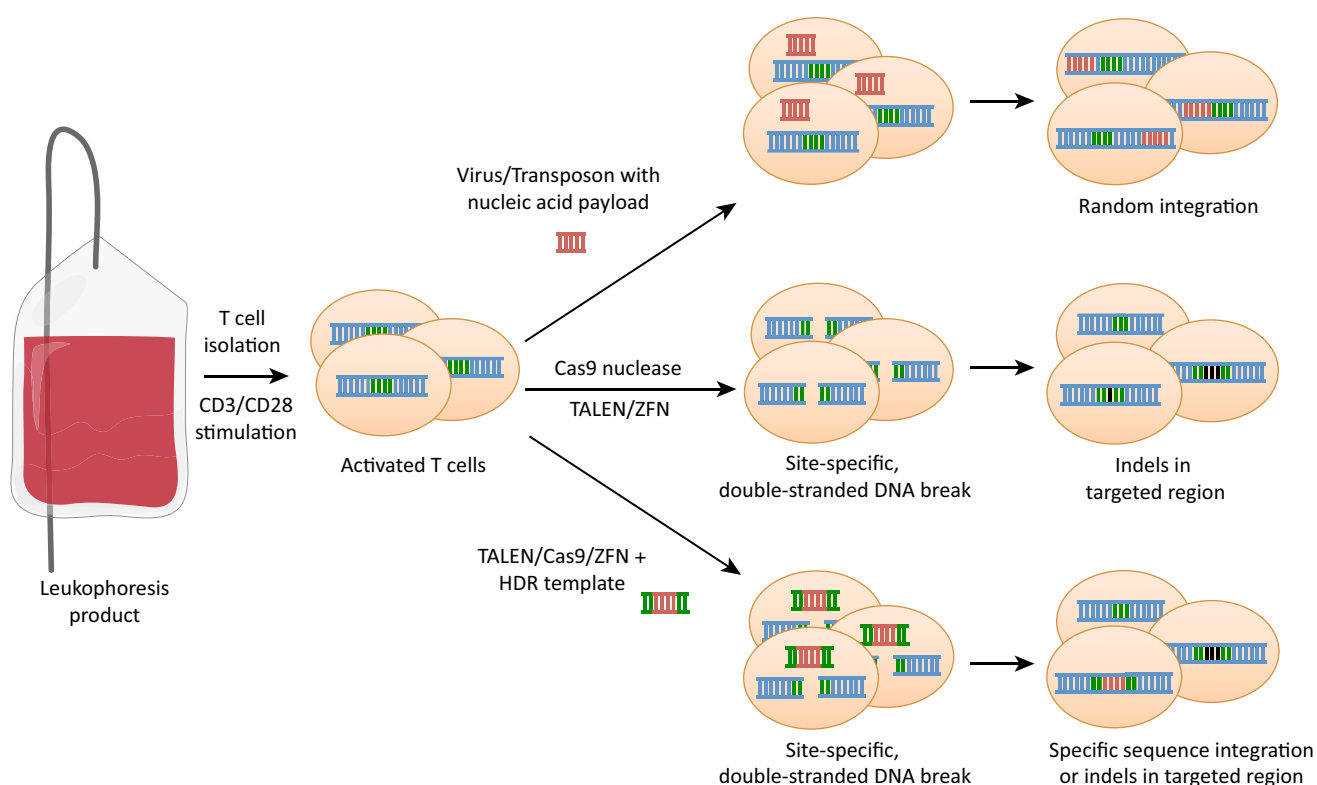 Leukophoresis
product
T cell
isolation
CD3/CD28
stimulation
Activated T cells
Virus/Transposon with
nucleic acid payload
Random integration
Cas9 nuclease
TALEN/ZFN
Site-specific,
double-stranded DNA break
Indels in
targeted region
TALEN/Cas9/ZFN +
HDR template
Site-specific,
double-stranded DNA break
Specific sequence integration
or indels in targeted region